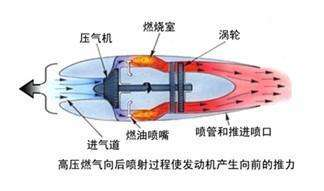 燃烧室
压气机
涡轮
进气道
燃油喷嘴
喷管和推进喷口
高压燃气向后喷射过程使发动机产生向前的推力